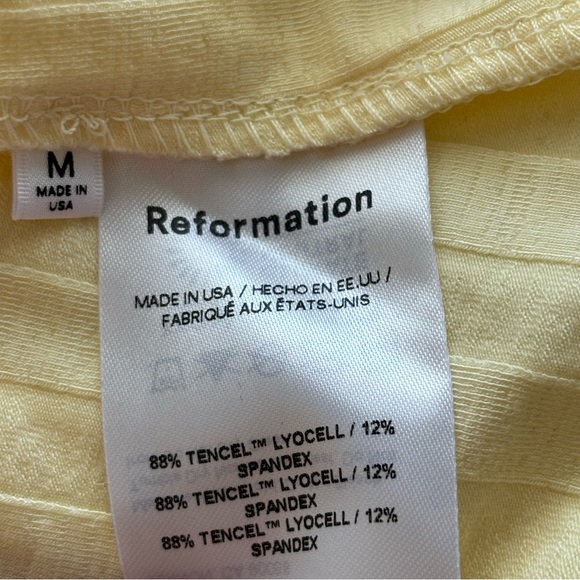 M
MADE IN
USA
Reformation
MADE IN USA / HECHO EN EE.UU /
FABRIQUÉ AUX ÉTATS-UNIS
88% TENCEL™ LYOCELL / 12%
SPANDEX
88% TENCEL™ LYOCELL / 12%
SPANDEX
88% TENCEL™ LYOCELL / 12%
SPANDEX